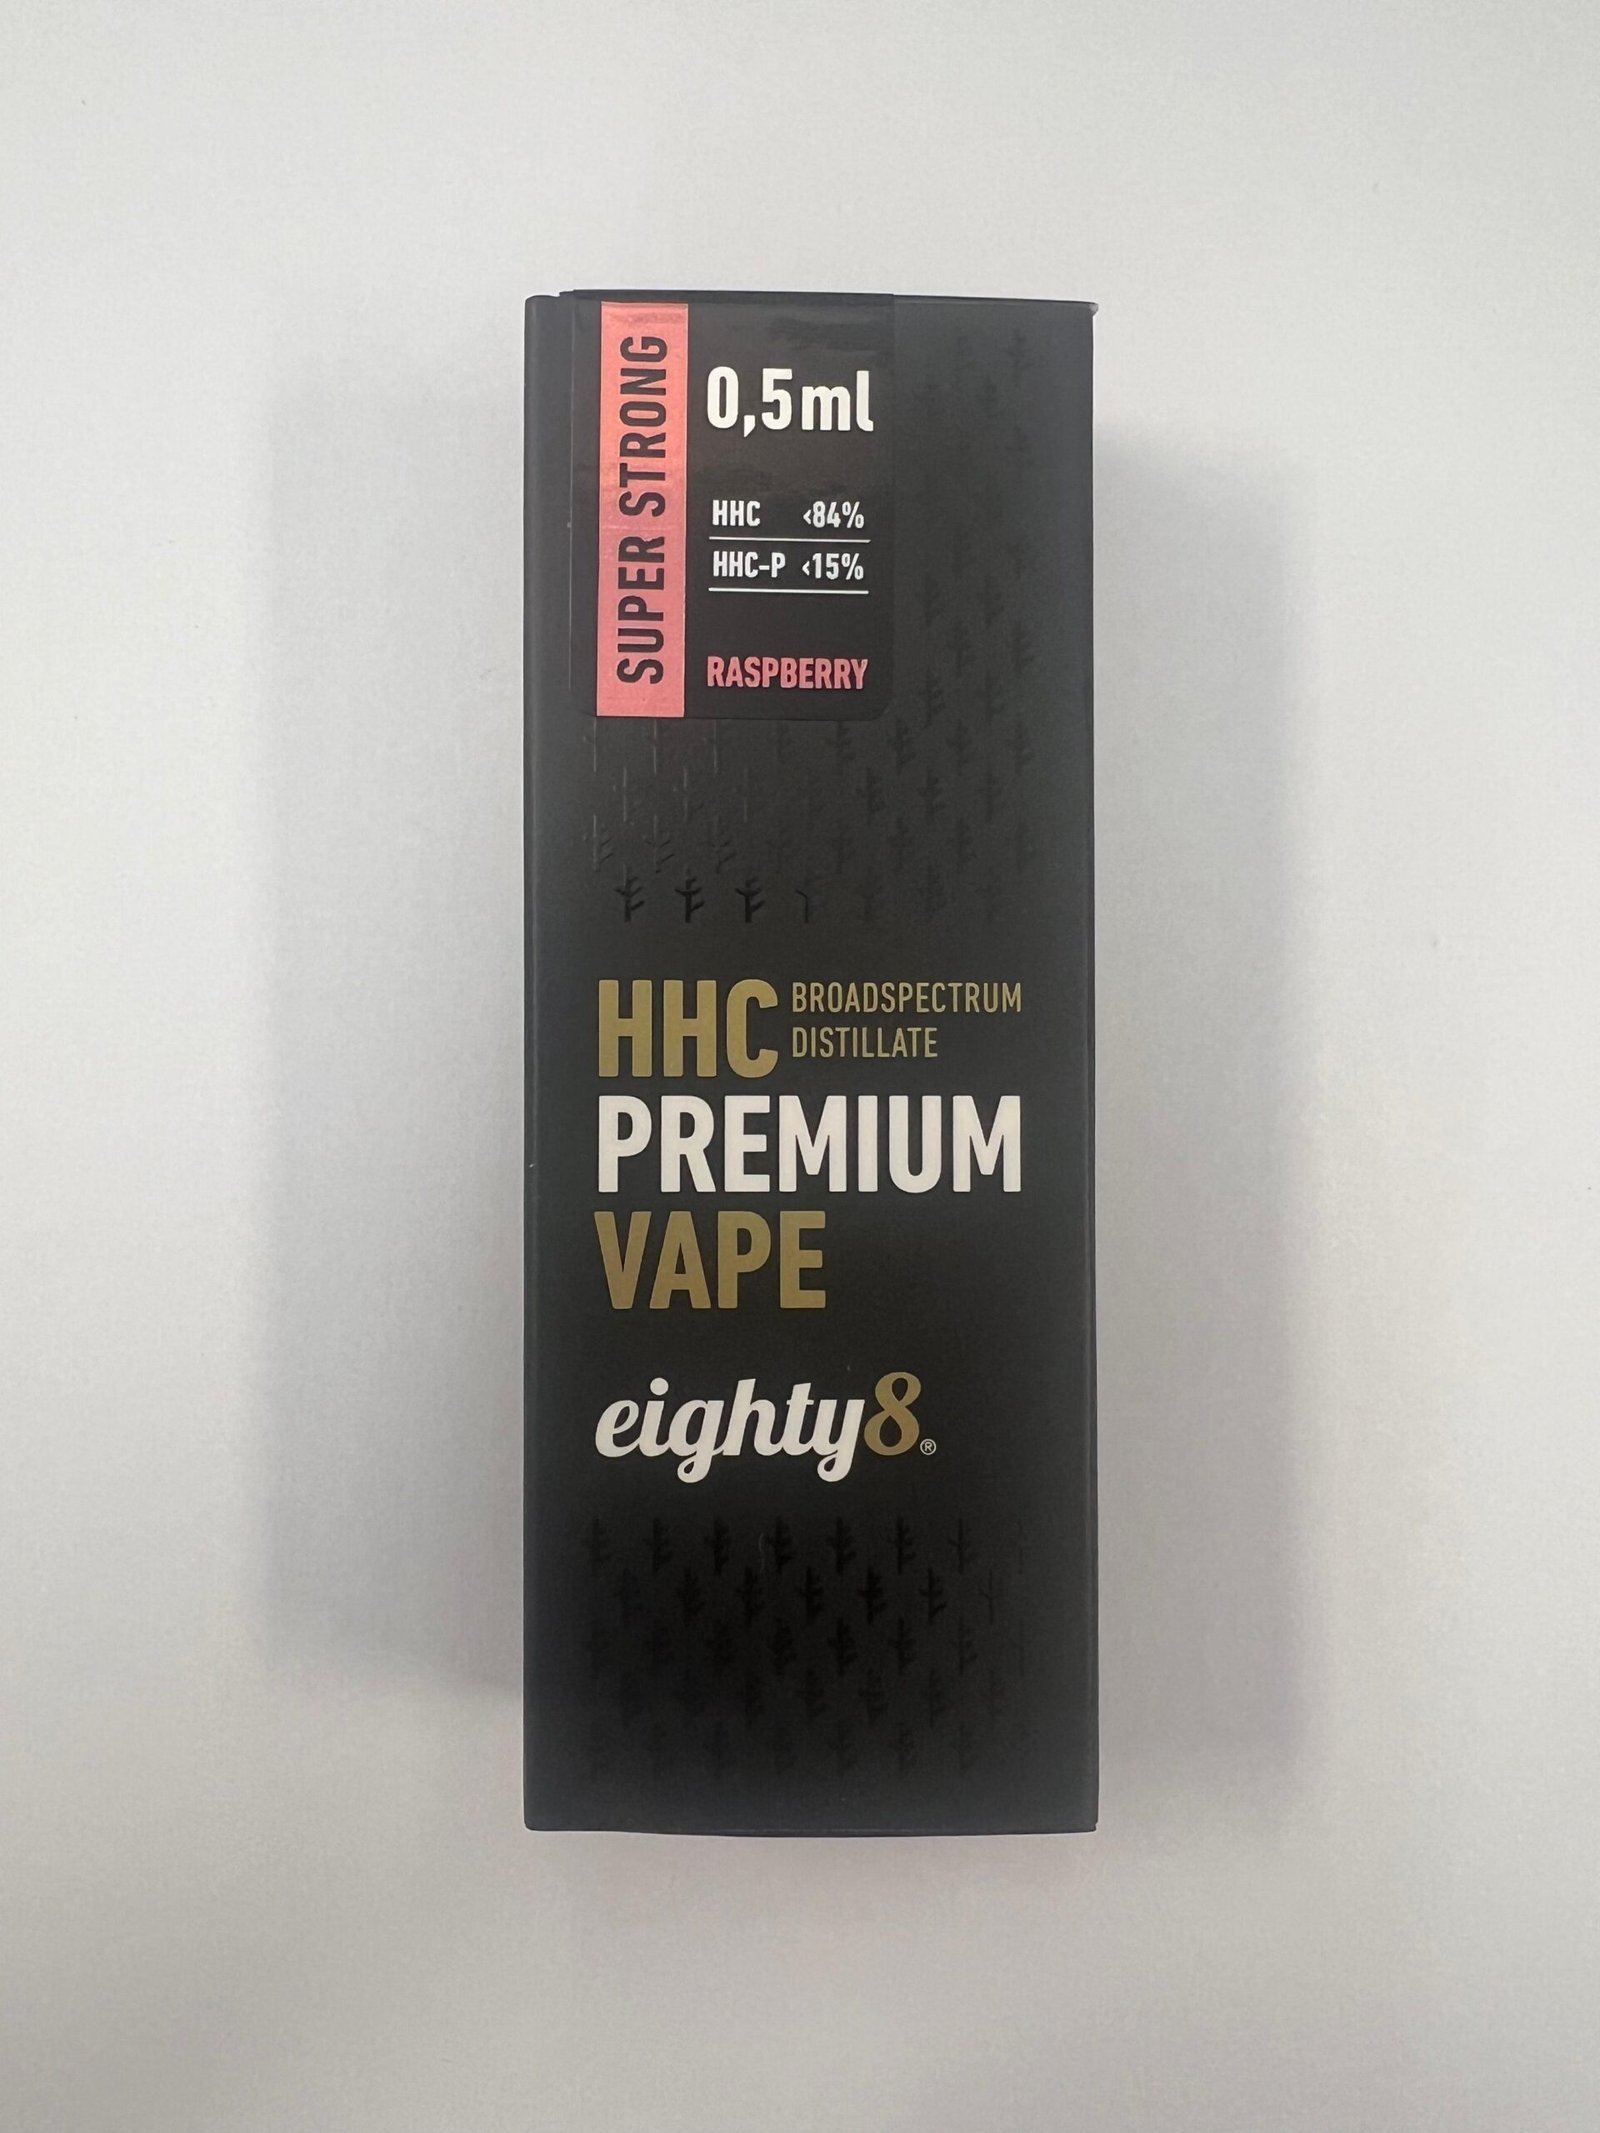 SUPER STRONG
0,5ml
HHC <84%
HHC-P <15%
RASPBERRY
HHC BROADSPECTRUM
DISTILLATE
PREMIUM
VAPE
eighty8®